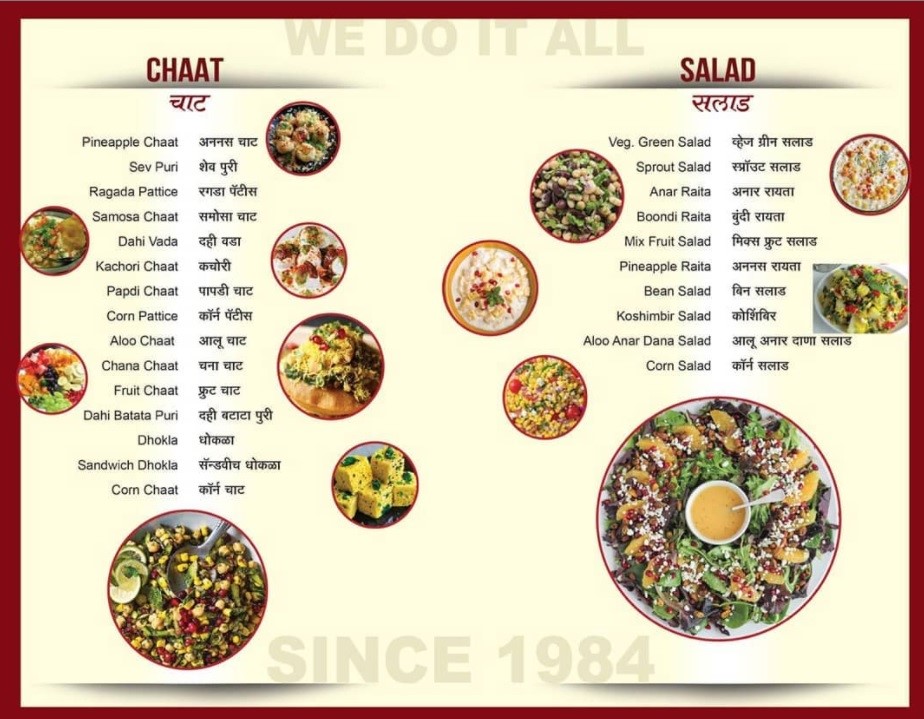 WE DO IT ALL
CHAAT
चाट
Pineapple Chaat अननस चाट
Sev Puri शेव पुरी
Ragada Pattice रगडा पॅटीस
Samosa Chaat समोसा चाट
Dahi Vada दही वडा
Kachori Chaat कचोरी
Papdi Chaat पापडी चाट
Corn Pattice कॉर्न पॅटीस
Aloo Chaat आलू चाट
Chana Chaat चना चाट
Fruit Chaat फ्रुट चाट
Dahi Batata Puri दही बटाटा पुरी
Dhokla धोकळा
Sandwich Dhokla सॅन्डवीच धोकळा
Corn Chaat कॉर्न चाट
SALAD
सलाड
Veg. Green Salad व्हेज ग्रीन सलाड
Sprout Salad स्प्रॉउट सलाड
Anar Raita अनार रायता
Boondi Raita बुंदी रायता
Mix Fruit Salad मिक्स फ्रुट सलाड
Pineapple Raita अननस रायता
Bean Salad बिन सलाड
Koshimbir Salad कोशिंबिर
Aloo Anar Dana Salad आलू अनार दाणा सलाड
Corn Salad कॉर्न सलाड
SINCE 1984